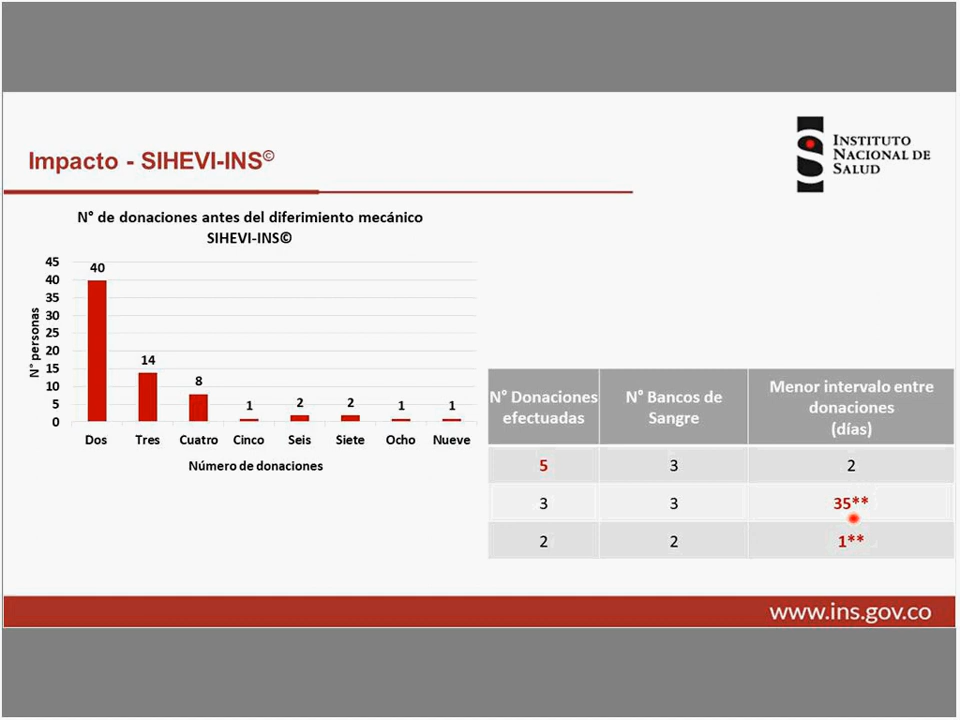 Impacto - SIHEVI-INS©
INSTITUTO
NACIONAL DE
SALUD
N° de donaciones antes del diferimiento mecánico
SIHEVI-INS©
N° personas
45
40
35
30
25
20
15
10
5
0
40
14
8
1
2
2
1
1
Dos Tres Cuatro Cinco Seis Siete Ocho Nueve
Número de donaciones
N° Donaciones efectuadas N° Bancos de Sangre Menor intervalo entre donaciones (días)
5 3 2
3 3 35**
2 2 1**
www.ins.gov.co